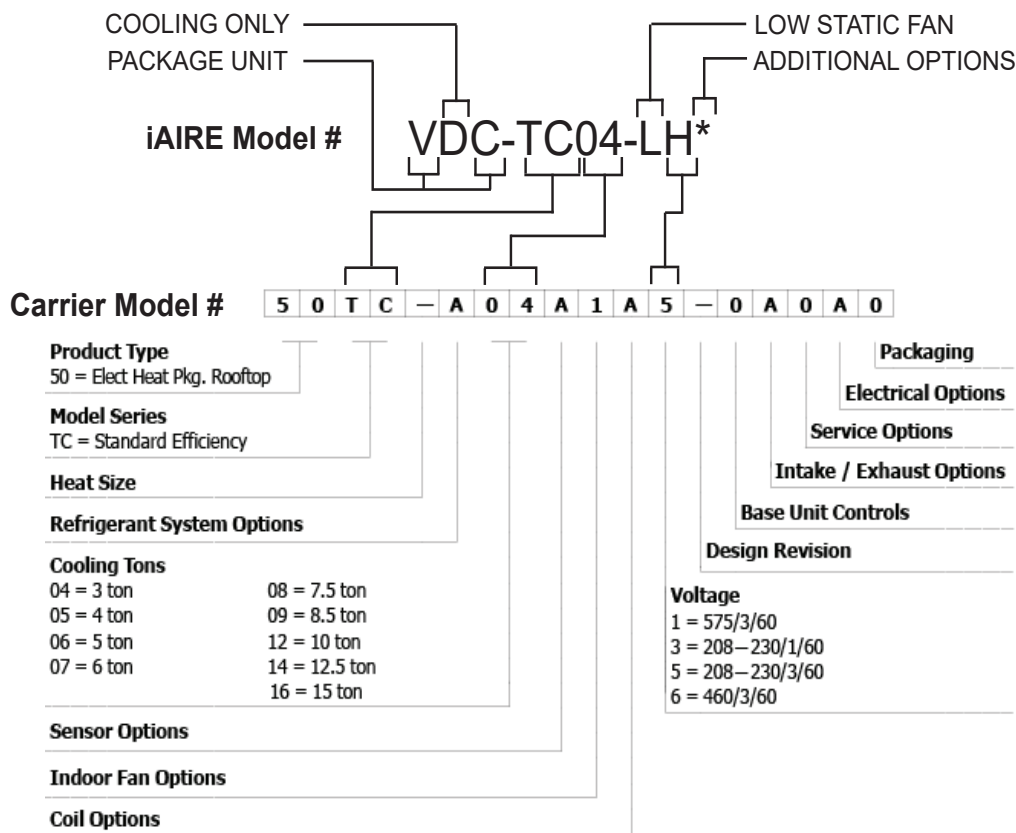 COOLING ONLY
LOW STATIC FAN
PACKAGE UNIT
ADDITIONAL OPTIONS
iAIRE Model # VDC-TC04-LH*
Carrier Model # 5 0 T C – A 0 4 A 1 A 5 – 0 A 0 A 0
Product Type
50 = Elect Heat Pkg. Rooftop
Model Series
TC = Standard Efficiency
Heat Size
Refrigerant System Options
Cooling Tons
04 = 3 ton 08 = 7.5 ton
05 = 4 ton 09 = 8.5 ton
06 = 5 ton 12 = 10 ton
07 = 6 ton 14 = 12.5 ton
16 = 15 ton
Sensor Options
Indoor Fan Options
Coil Options
Packaging
Electrical Options
Service Options
Intake / Exhaust Options
Base Unit Controls
Design Revision
Voltage
1 = 575/3/60
3 = 208–230/1/60
5 = 208–230/3/60
6 = 460/3/60